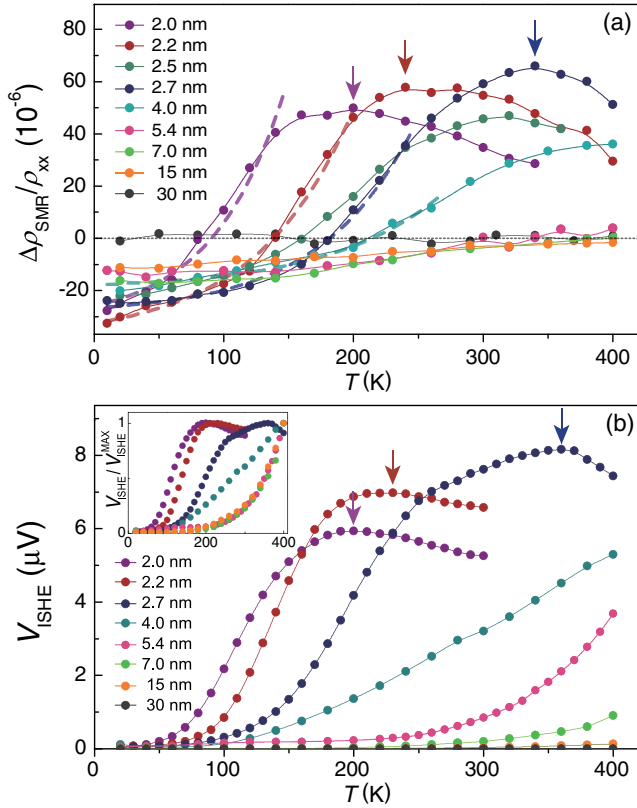 (a)
2.0 nm
2.2 nm
2.5 nm
2.7 nm
4.0 nm
5.4 nm
7.0 nm
15 nm
30 nm
80
60
40
20
0
-20
Δρ_SMR/ρ_xx (10⁻⁶)
0 100 200 300 400
T (K)
(b)
1
0
0 200 400
V_ISHE / V_ISHE^MAX
2.0 nm
2.2 nm
2.7 nm
4.0 nm
5.4 nm
7.0 nm
15 nm
30 nm
8
6
4
2
0
V_ISHE (μV)
0 100 200 300 400
T (K)